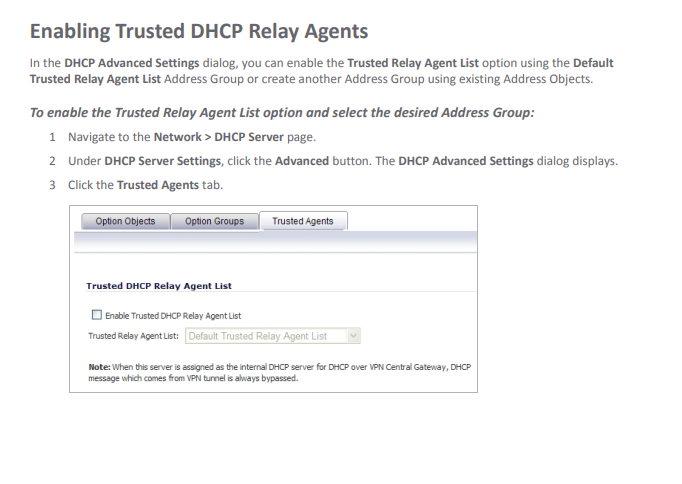 Enabling Trusted DHCP Relay Agents
In the DHCP Advanced Settings dialog, you can enable the Trusted Relay Agent List option using the Default
Trusted Relay Agent List Address Group or create another Address Group using existing Address Objects.
To enable the Trusted Relay Agent List option and select the desired Address Group:
1 Navigate to the Network > DHCP Server page.
2 Under DHCP Server Settings, click the Advanced button. The DHCP Advanced Settings dialog displays.
3 Click the Trusted Agents tab.
Option Objects Option Groups Trusted Agents
Trusted DHCP Relay Agent List
Enable Trusted DHCP Relay Agent List
Trusted Relay Agent List: Default Trusted Relay Agent List
Note: When this server is assigned as the internal DHCP server for DHCP over VPN Central Gateway, DHCP
message which comes from VPN tunnel is always bypassed.